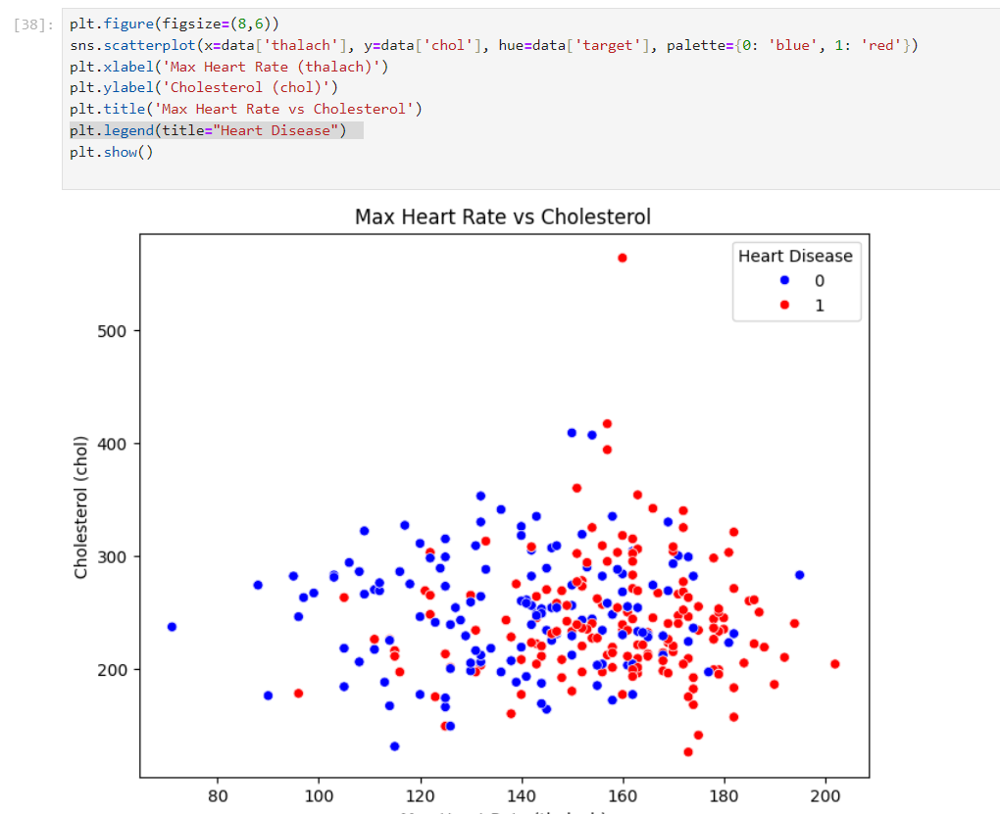 [38]:
plt.figure(figsize=(8,6))
sns.scatterplot(x=data['thalach'], y=data['chol'], hue=data['target'], palette={0: 'blue', 1: 'red'})
plt.xlabel('Max Heart Rate (thalach)')
plt.ylabel('Cholesterol (chol)')
plt.title('Max Heart Rate vs Cholesterol')
plt.legend(title="Heart Disease")
plt.show()
Max Heart Rate vs Cholesterol
Heart Disease
0
1
500
400
300
200
Cholesterol (chol)
80 100 120 140 160 180 200